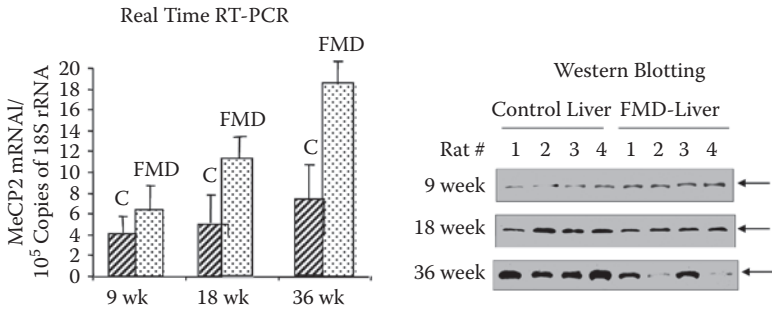 Real Time RT-PCR
MeCP2 mRNAl/
10⁵ Copies of 18S rRNA
20
18
16
14
12
10
8
6
4
2
0
C
FMD
C
FMD
C
FMD
9 wk
18 wk
36 wk
Western Blotting
Control Liver FMD-Liver
Rat # 1 2 3 4 1 2 3 4
9 week
18 week
36 week